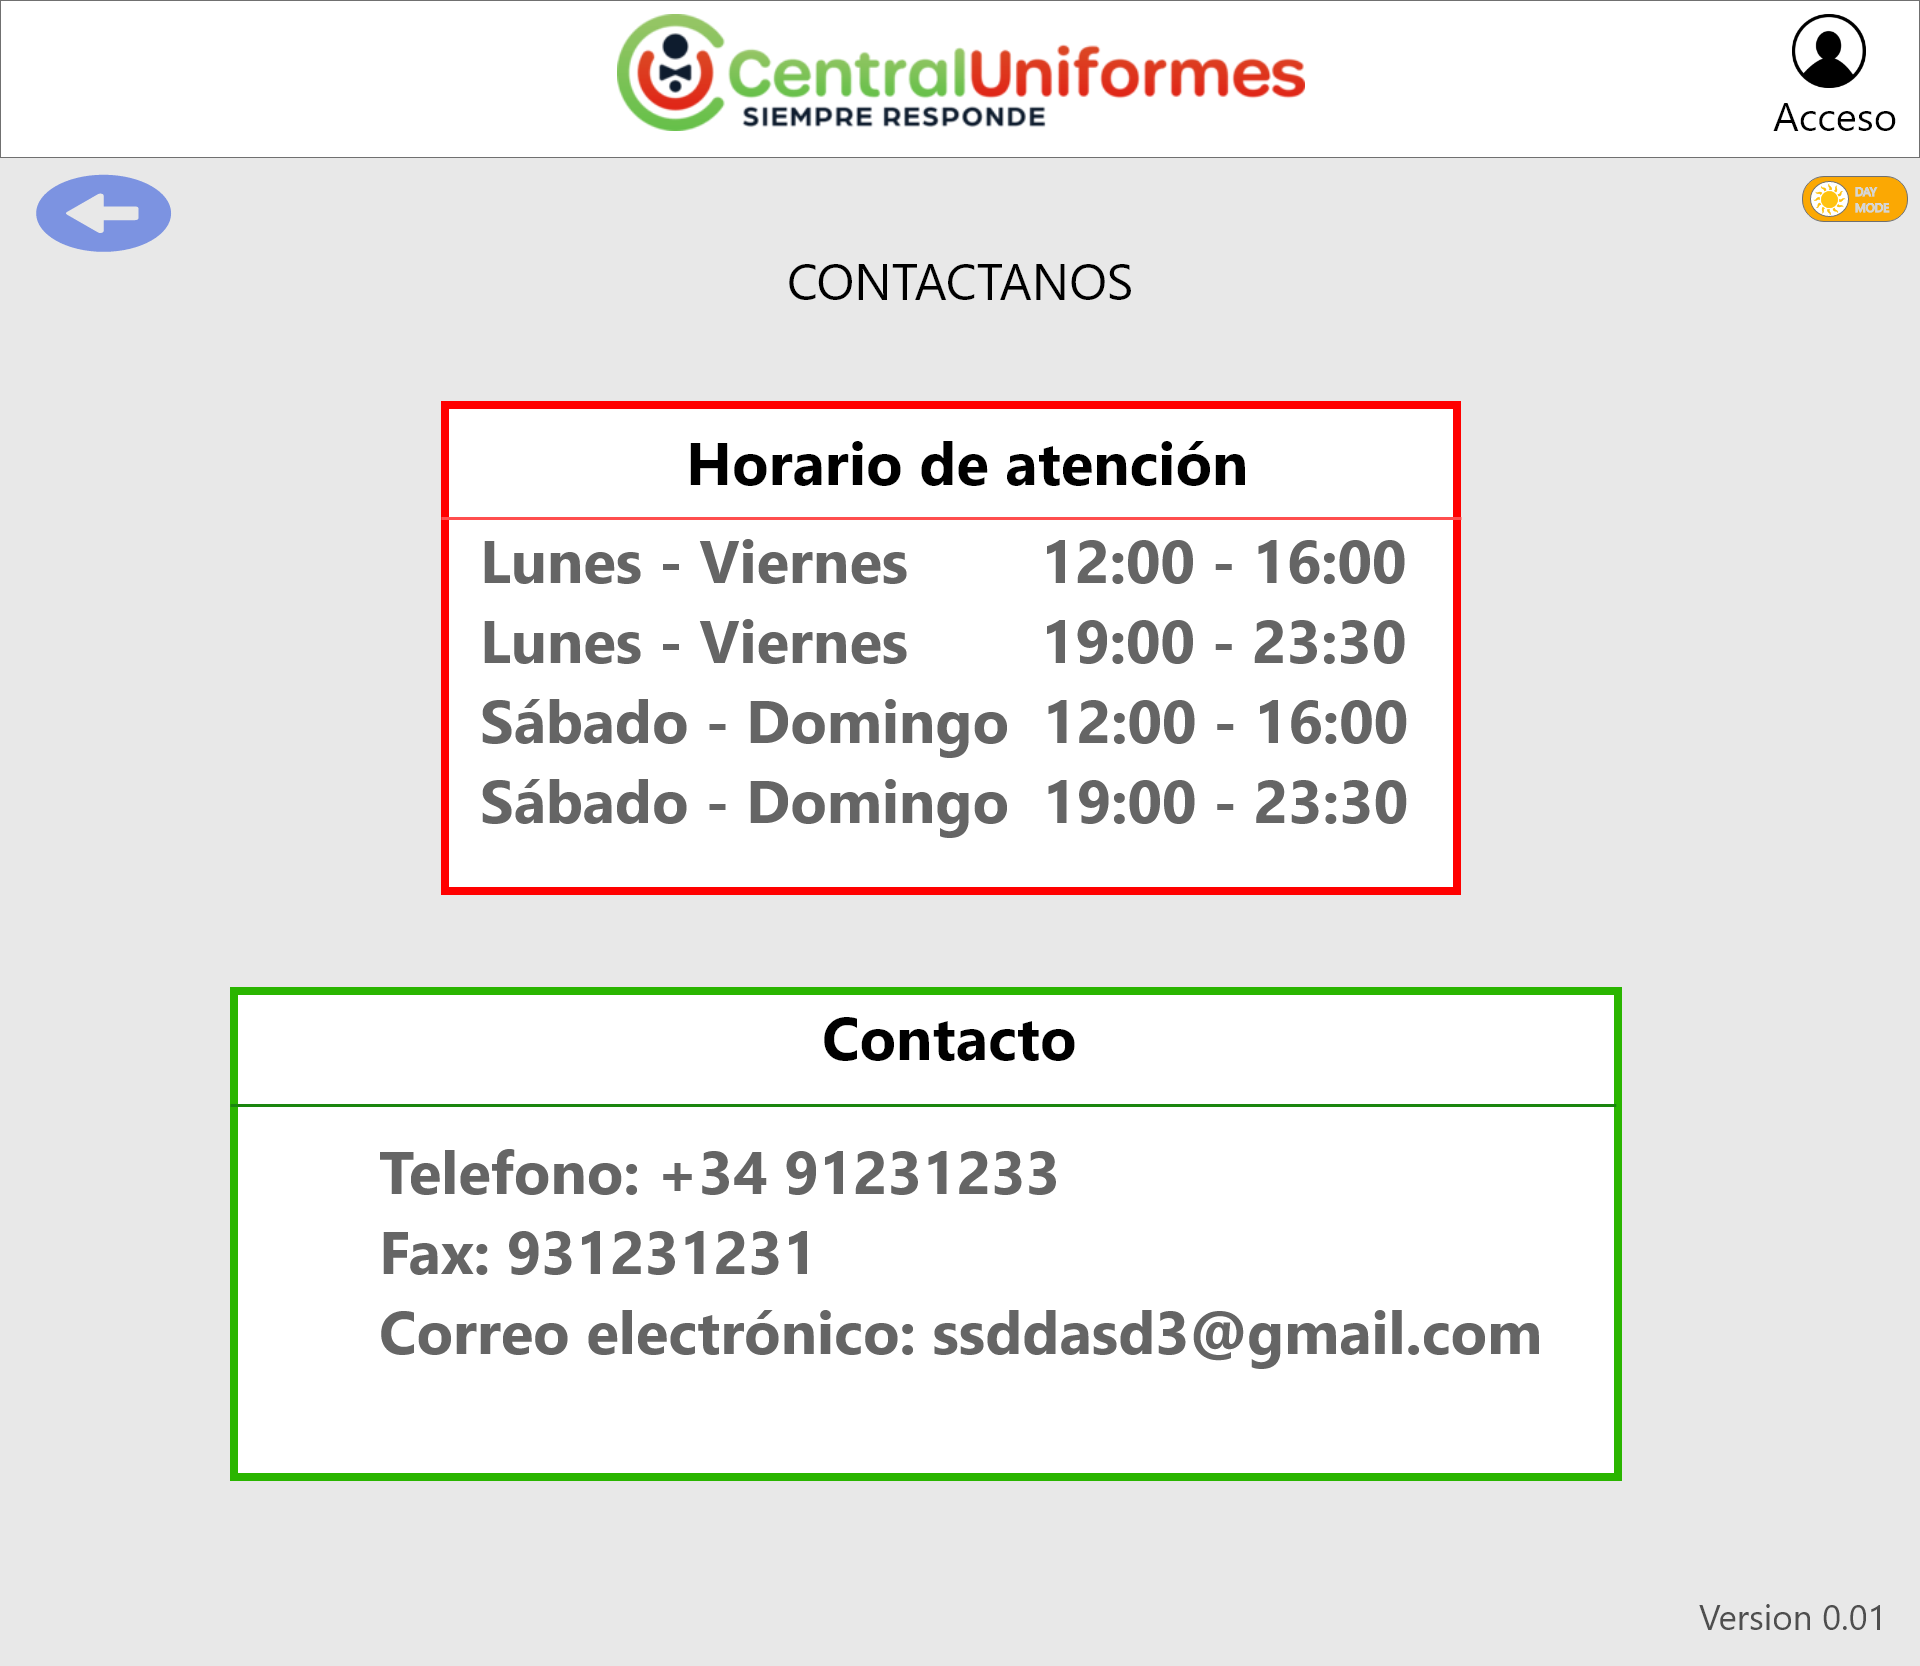 CentralUniformes
SIEMPRE RESPONDE
Acceso
DAY
MODE
CONTACTANOS
Horario de atención
Lunes - Viernes 12:00 - 16:00
Lunes - Viernes 19:00 - 23:30
Sábado - Domingo 12:00 - 16:00
Sábado - Domingo 19:00 - 23:30
Contacto
Telefono: +34 91231233
Fax: 931231231
Correo electrónico: ssddasd3@gmail.com
Version 0.01